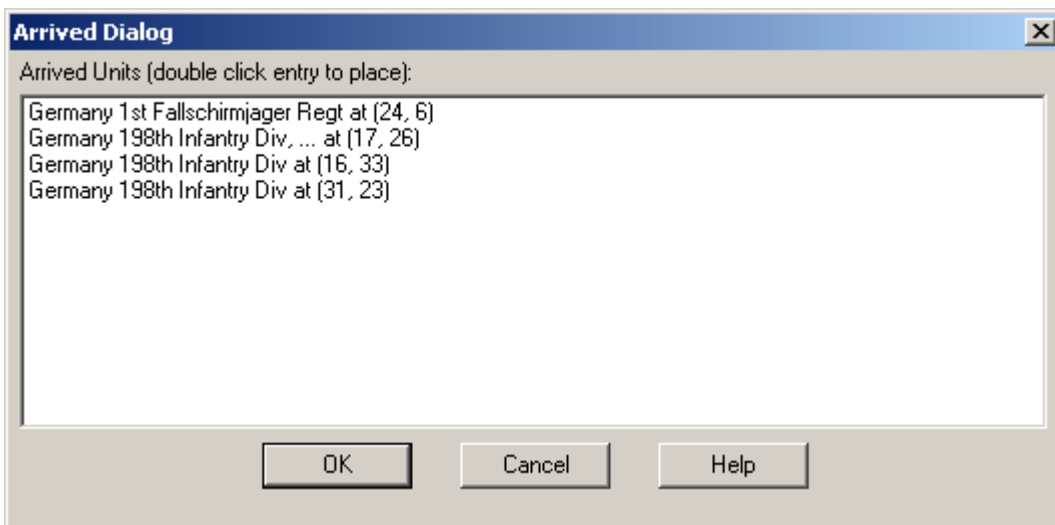 Arrived Dialog
Arrived Units (double click entry to place):
Germany 1st Fallschirmjager Regt at (24, 6)
Germany 198th Infantry Div, ... at (17, 26)
Germany 198th Infantry Div at (16, 33)
Germany 198th Infantry Div at (31, 23)
OK Cancel Help